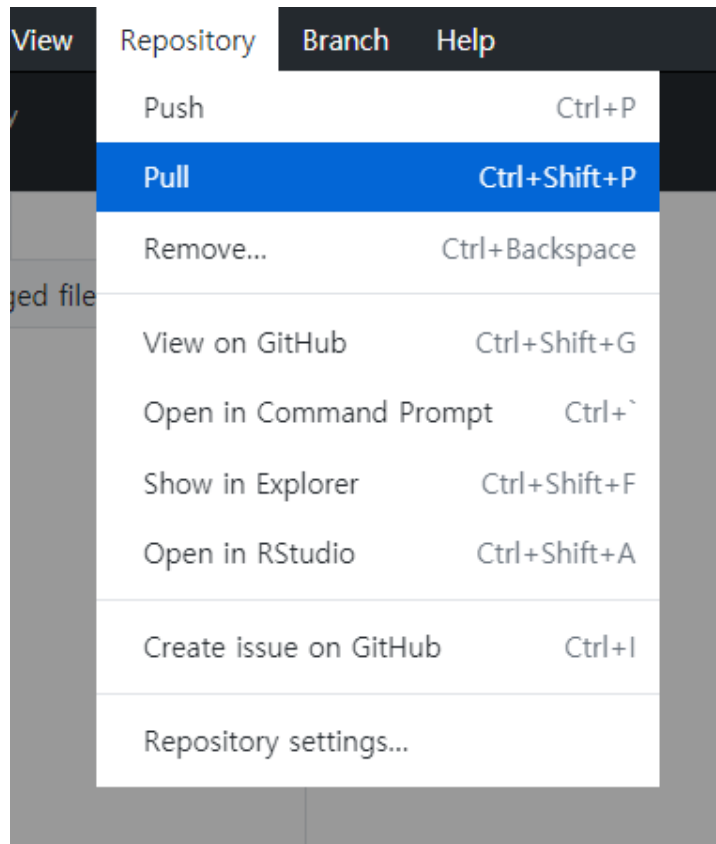 View Repository Branch Help
y
Push Ctrl+P
Pull Ctrl+Shift+P
Remove... Ctrl+Backspace
ged file
View on GitHub Ctrl+Shift+G
Open in Command Prompt Ctrl+`
Show in Explorer Ctrl+Shift+F
Open in RStudio Ctrl+Shift+A
Create issue on GitHub Ctrl+I
Repository settings...